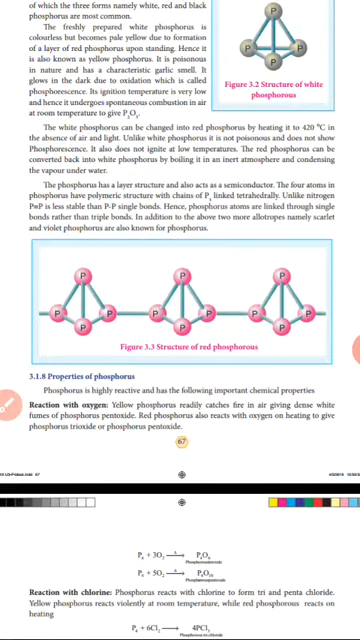 of which the three forms namely white, red and black
phosphorus are most common.
The freshly prepared white phosphorus is
colourless but becomes pale yellow due to formation
of a layer of red phosphorus upon standing. Hence it
is also known as yellow phosphorus. It is poisonous
in nature and has a characteristic garlic smell. It
glows in the dark due to oxidation which is called
phosphorescence. Its ignition temperature is very low
and hence it undergoes spontaneous combustion in air
at room temperature to give P₂O₅.
P
P
P
P
Figure 3.2 Structure of white
phosphorous
The white phosphorus can be changed into red phosphorus by heating it to 420 °C in
the absence of air and light. Unlike white phosphorus it is not poisonous and does not show
Phosphorescence. It also does not ignite at low temperatures. The red phosphorus can be
converted back into white phosphorus by boiling it in an inert atmosphere and condensing
the vapour under water.
The phosphorus has a layer structure and also acts as a semiconductor. The four atoms in
phosphorus have polymeric structure with chains of P₄ linked tetrahedrally. Unlike nitrogen
P≡P is less stable than P-P single bonds. Hence, phosphorus atoms are linked through single
bonds rather than triple bonds. In addition to the above two more allotropes namely scarlet
and violet phosphorus are also known for phosphorus.
P P P
P P P P P P
P P P
Figure 3.3 Structure of red phosphorous
3.1.8 Properties of phosphorus
Phosphorus is highly reactive and has the following important chemical properties
Reaction with oxygen: Yellow phosphorus readily catches fire in air giving dense white
fumes of phosphorus pentoxide. Red phosphorus also reacts with oxygen on heating to give
phosphorus trioxide or phosphorus pentoxide.
67
P₄ + 3O₂ —Δ→ P₄O₆
Phosphorus trioxide
P₄ + 5O₂ —Δ→ P₄O₁₀
Phosphorus pentoxide
Reaction with chlorine: Phosphorus reacts with chlorine to form tri and penta chloride.
Yellow phosphorus reacts violently at room temperature, while red phosphorous reacts on
heating
P₄ + 6Cl₂ → 4PCl₃
Phosphorus tri chloride